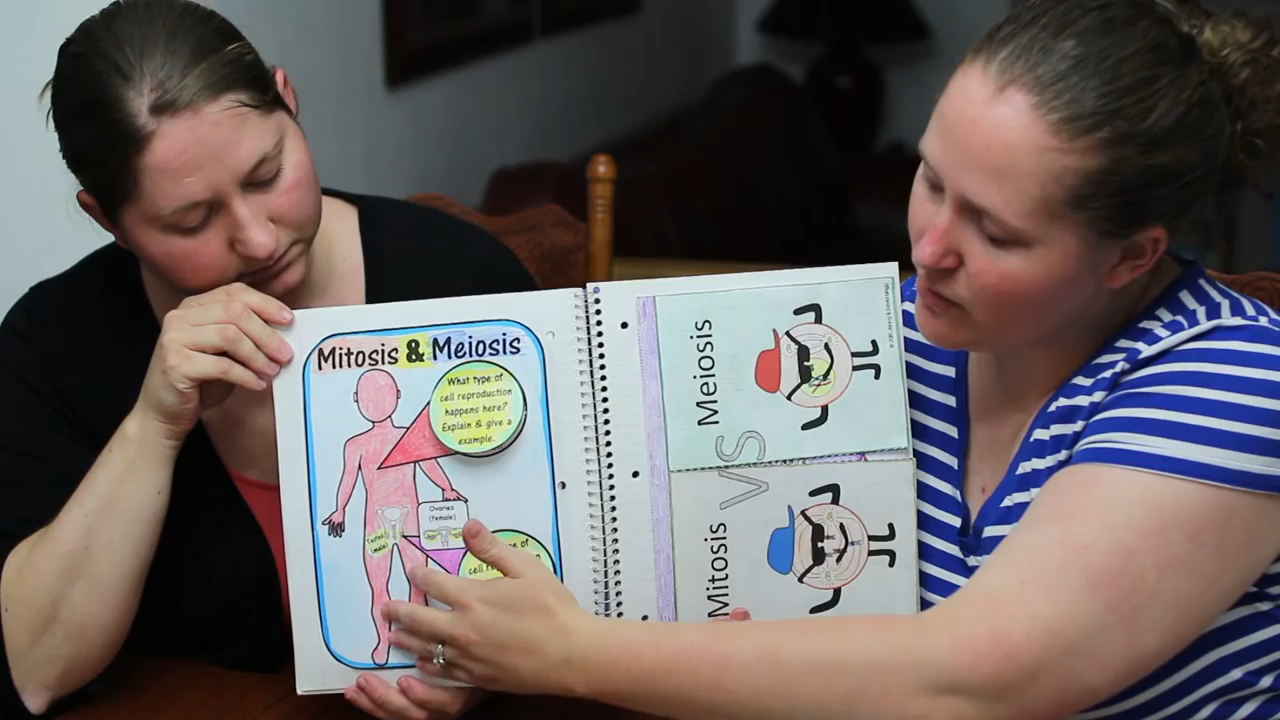 Mitosis & Meiosis
What type of
cell reproduction
happens here?
Explain & give a
example.
Ovaries
(female)
Testes
(male)
of
cell
Meiosis
VS
Mitosis